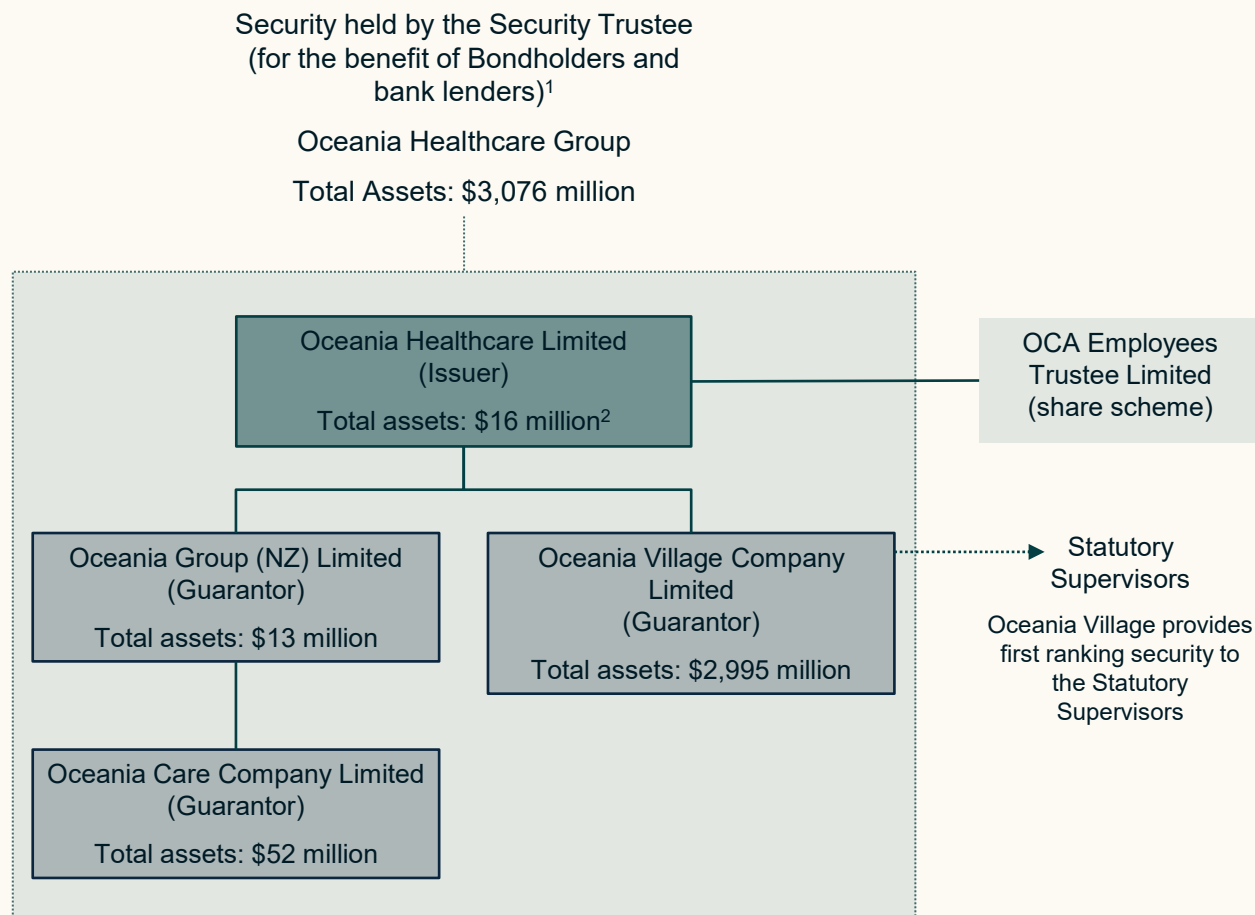 Security held by the Security Trustee
(for the benefit of Bondholders and
bank lenders)¹
Oceania Healthcare Group
Total Assets: $3,076 million
Oceania Healthcare Limited
(Issuer)
Total assets: $16 million²
OCA Employees
Trustee Limited
(share scheme)
Oceania Group (NZ) Limited
(Guarantor)
Total assets: $13 million
Oceania Village Company
Limited
(Guarantor)
Total assets: $2,995 million
Statutory
Supervisors
Oceania Village provides
first ranking security to
the Statutory
Supervisors
Oceania Care Company Limited
(Guarantor)
Total assets: $52 million